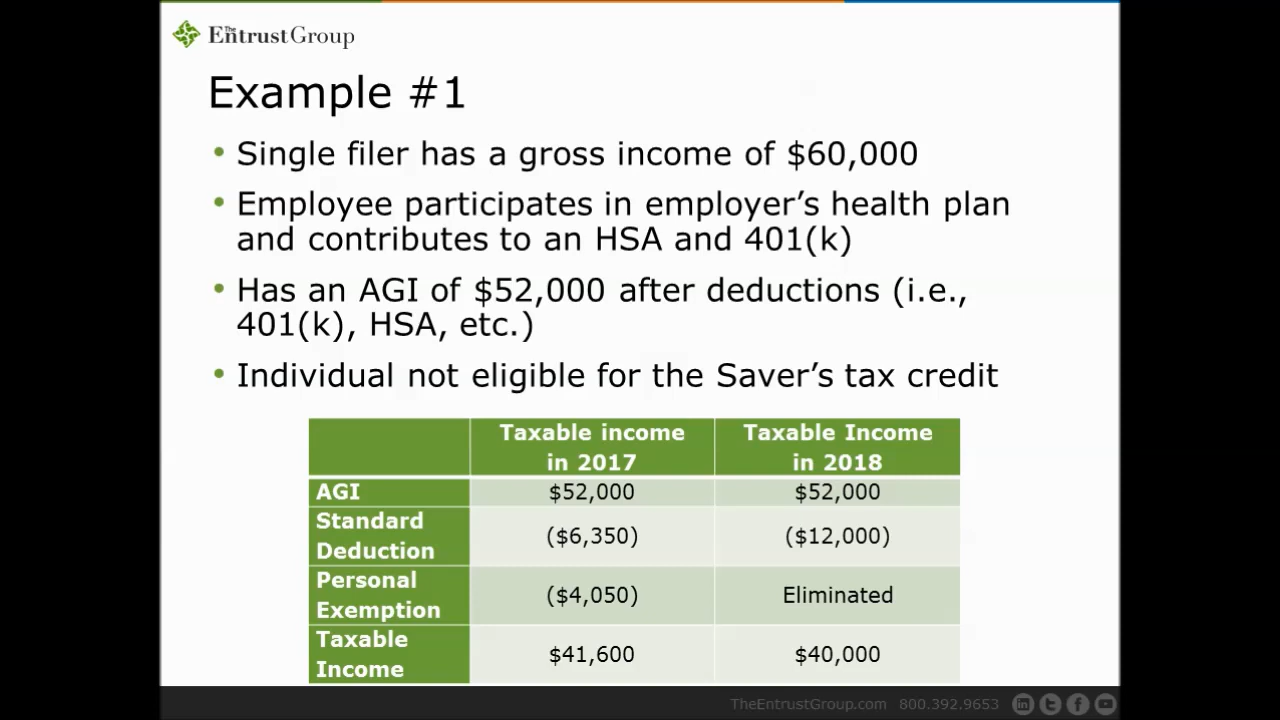 The EntrustGroup
Example #1
• Single filer has a gross income of $60,000
• Employee participates in employer’s health plan
and contributes to an HSA and 401(k)
• Has an AGI of $52,000 after deductions (i.e.,
401(k), HSA, etc.)
• Individual not eligible for the Saver’s tax credit
Taxable income
in 2017
Taxable Income
in 2018
AGI $52,000 $52,000
Standard
Deduction ($6,350) ($12,000)
Personal
Exemption ($4,050) Eliminated
Taxable
Income $41,600 $40,000
TheEntrustGroup.com 800.392.9653